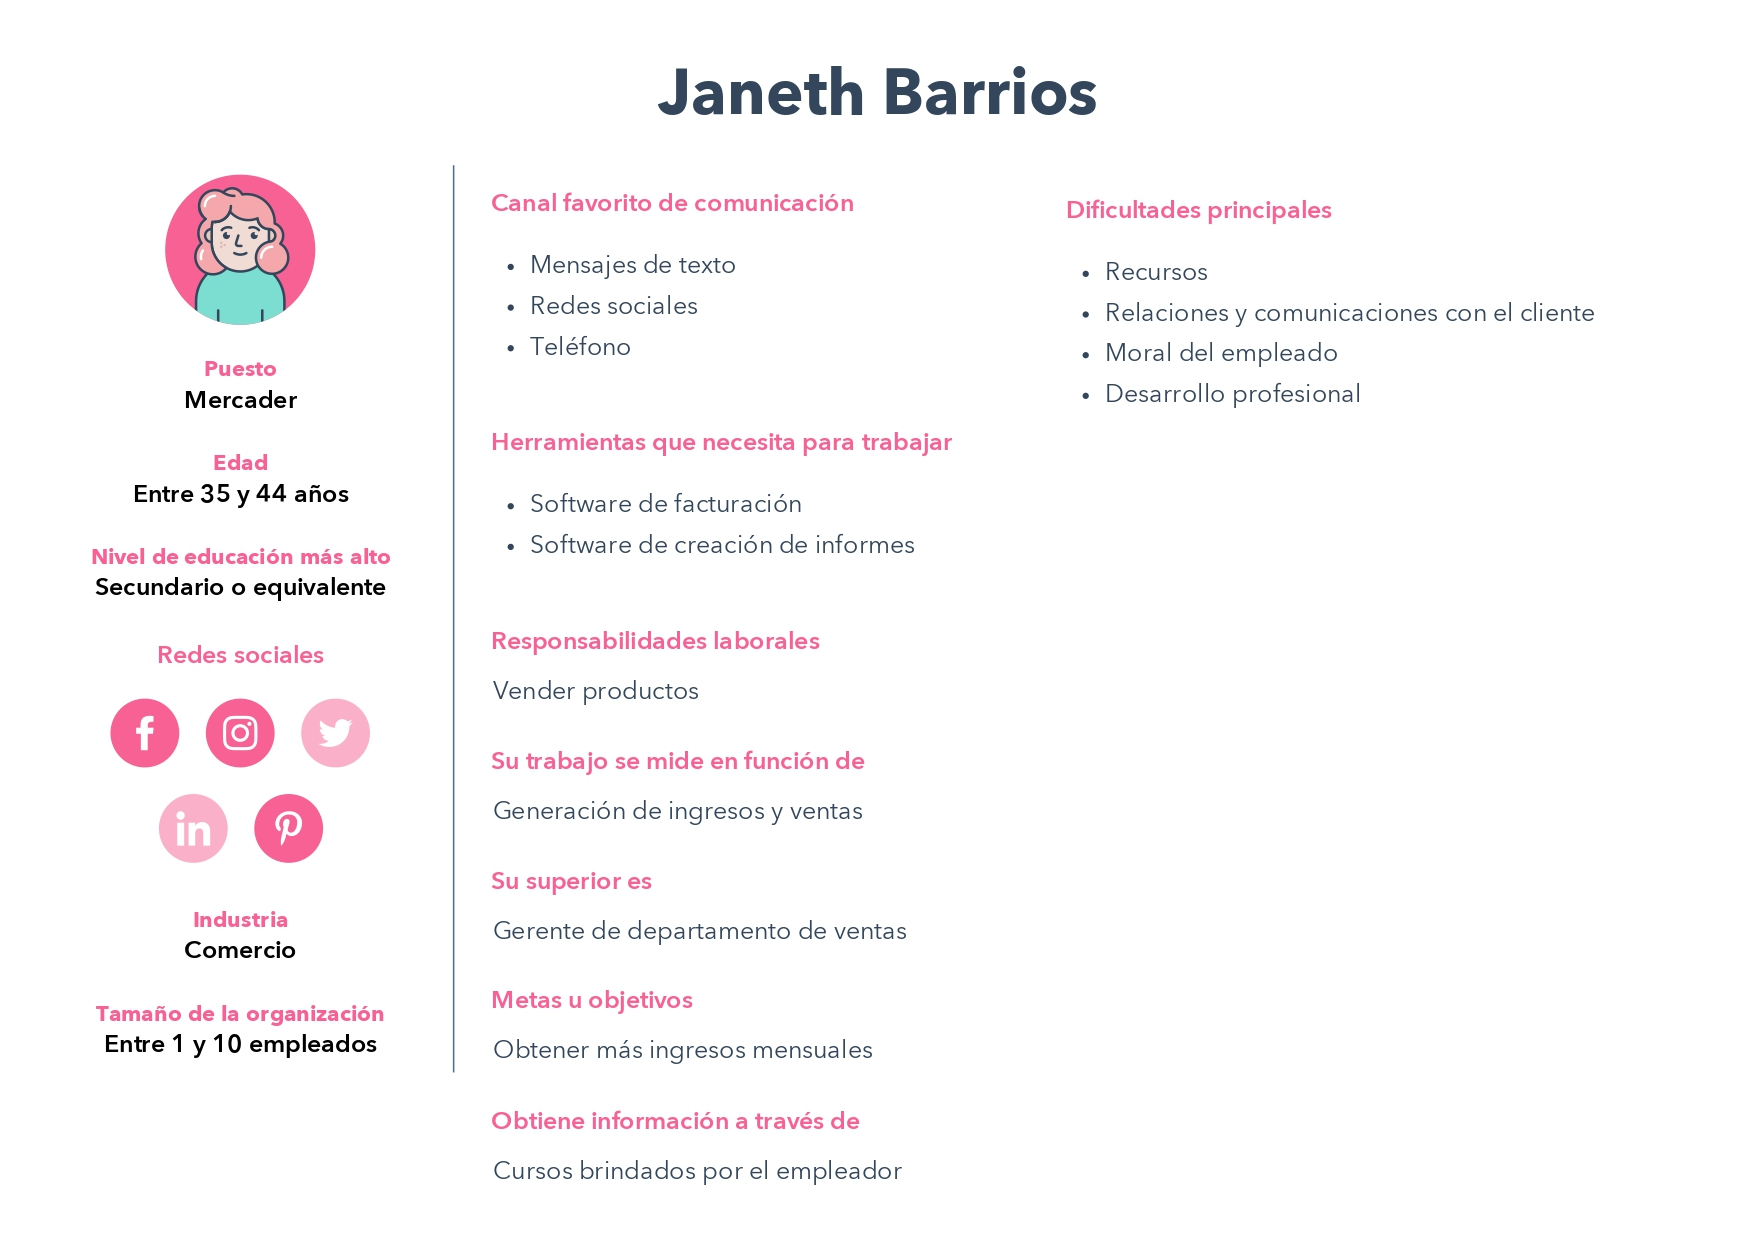 Janeth Barrios
Puesto
Mercader
Edad
Entre 35 y 44 años
Nivel de educación más alto
Secundario o equivalente
Redes sociales
Industria
Comercio
Tamaño de la organización
Entre 1 y 10 empleados
Canal favorito de comunicación
Mensajes de texto
Redes sociales
Teléfono
Herramientas que necesita para trabajar
Software de facturación
Software de creación de informes
Responsabilidades laborales
Vender productos
Su trabajo se mide en función de
Generación de ingresos y ventas
Su superior es
Gerente de departamento de ventas
Metas u objetivos
Obtener más ingresos mensuales
Obtiene información a través de
Cursos brindados por el empleador
Dificultades principales
Recursos
Relaciones y comunicaciones con el cliente
Moral del empleado
Desarrollo profesional